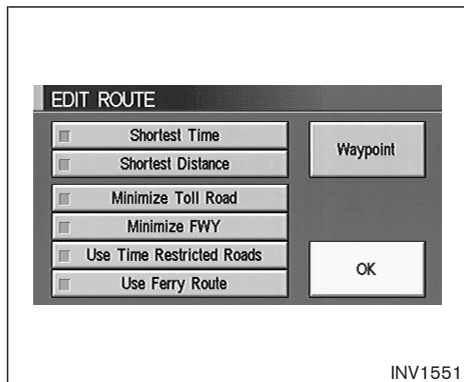 EDIT ROUTE
Shortest Time
Shortest Distance
Minimize Toll Road
Minimize FWY
Use Time Restricted Roads
Use Ferry Route
Waypoint
OK
INV1551